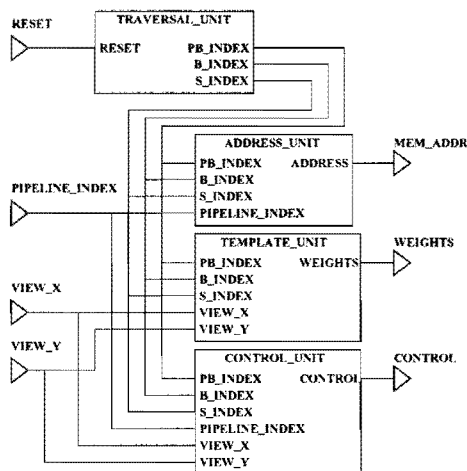 TRAVERSAL_UNIT
RESET
RESET PB_INDEX
B_INDEX
S_INDEX
ADDRESS_UNIT
MEM_ADDR
PB_INDEX ADDRESS
B_INDEX
S_INDEX
PIPELINE_INDEX
PIPELINE_INDEX
TEMPLATE_UNIT
WEIGHTS
PB_INDEX WEIGHTS
B_INDEX
S_INDEX
VIEW_X
VIEW_X
VIEW_Y
VIEW_Y
CONTROL_UNIT
CONTROL
PB_INDEX CONTROL
B_INDEX
S_INDEX
PIPELINE_INDEX
VIEW_X
VIEW_Y